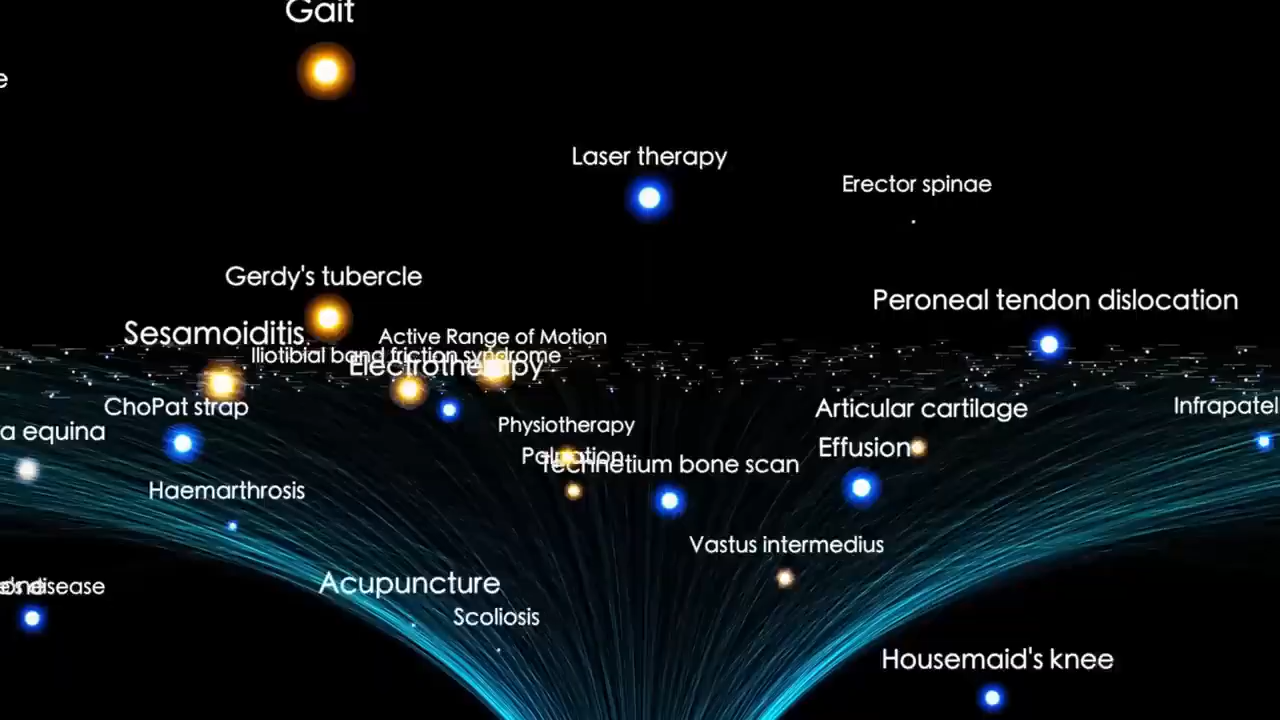 Gait
e
Laser therapy
Erector spinae
Gerdy's tubercle
Peroneal tendon dislocation
Sesamoiditis
Active Range of Motion
Iliotibial band friction syndrome
Electrotherapy
ChoPat strap
Articular cartilage
Infrapatel
a equina
Physiotherapy
Effusion
Palpation
Technetium bone scan
Haemarthrosis
Vastus intermedius
disease
Acupuncture
Scoliosis
Housemaid's knee